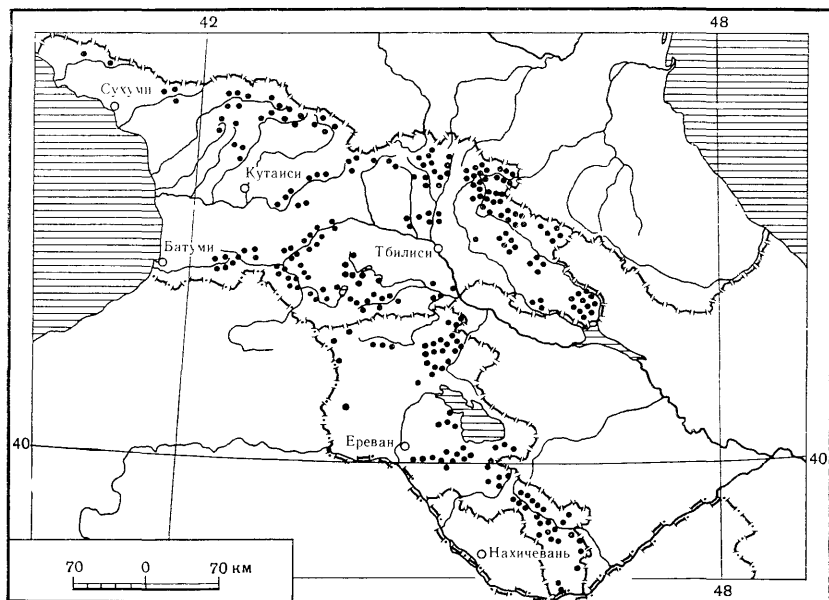 42
48
Сухуми
Кутаиси
Батуми
Тбилиси
40
Ереван
40
Нахичевань
70 0 70 км
48